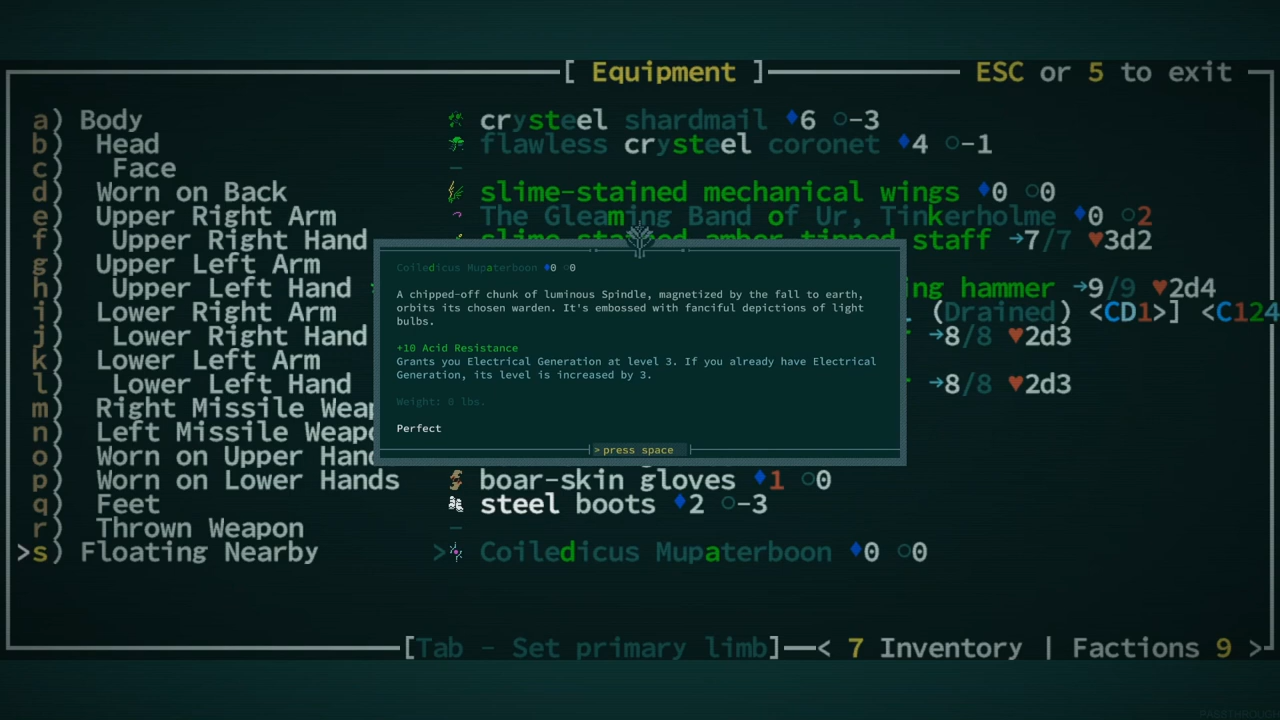 [ Equipment ] ESC or 5 to exit
a) Body crysteel shardmail ♦6 ○-3
b) Head flawless crysteel coronet ♦4 ○-1
c) Face –
d) Worn on Back slime-stained mechanical wings ♦0 ○0
e) Upper Right Arm The Gleaming Band of Ur, Tinkerholme ♦0 ○2
f) Upper Right Hand slime-stained amber-tipped staff →7/7 ♥3d2
g) Upper Left Arm
h) Upper Left Hand hammer →9/9 ♥2d4
i) Lower Right Arm (Drained) <CD1>] <C124
j) Lower Right Hand →8/8 ♥2d3
k) Lower Left Arm
l) Lower Left Hand →8/8 ♥2d3
m) Right Missile Weap
n) Left Missile Weap
o) Worn on Upper Hand
p) Worn on Lower Hands boar-skin gloves ♦1 ○0
q) Feet steel boots ♦2 ○-3
r) Thrown Weapon –
>s) Floating Nearby > Coiledicus Mupaterboon ♦0 ○0
[Tab - Set primary limb] < 7 Inventory | Factions 9 >
Coiledicus Mupaterboon ♦0 ○0
A chipped-off chunk of luminous Spindle, magnetized by the fall to earth,
orbits its chosen warden. It's embossed with fanciful depictions of light
bulbs.
+10 Acid Resistance
Grants you Electrical Generation at level 3. If you already have Electrical
Generation, its level is increased by 3.
Weight: 0 lbs.
Perfect
> press space